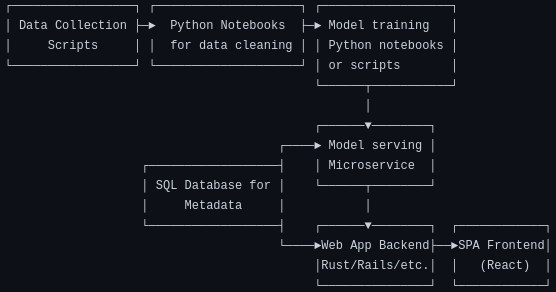 Data Collection
Scripts
Python Notebooks
for data cleaning
Model training
Python notebooks
or scripts
Model serving
Microservice
SQL Database for
Metadata
Web App Backend
Rust/Rails/etc.
SPA Frontend
(React)